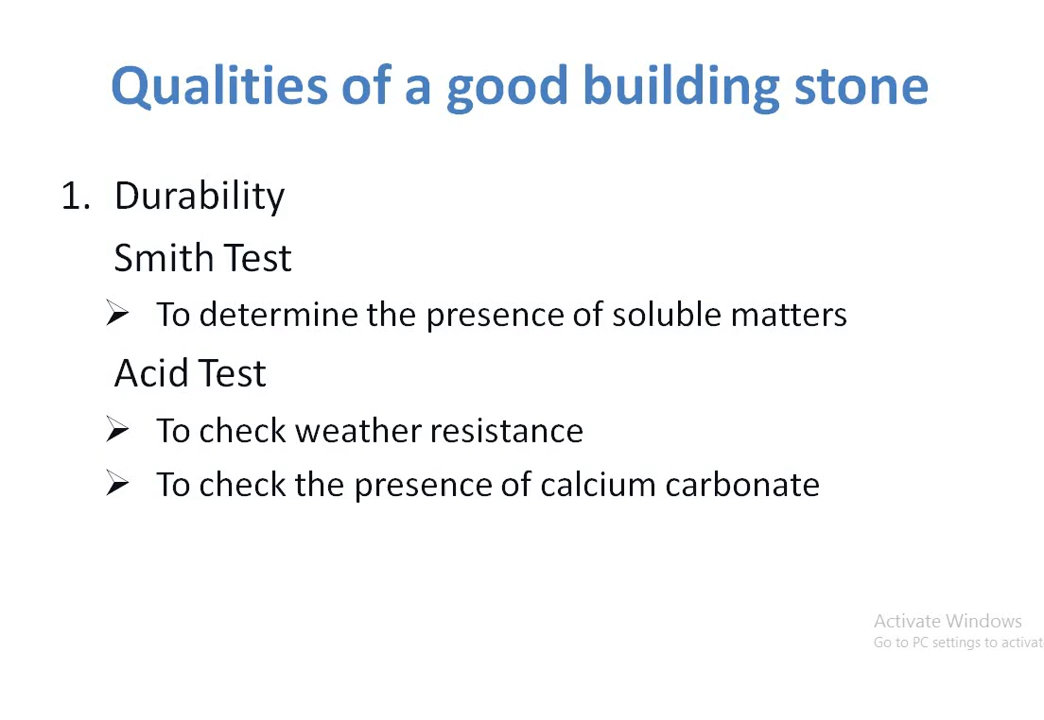 Qualities of a good building stone
1. Durability
Smith Test
➢ To determine the presence of soluble matters
Acid Test
➢ To check weather resistance
➢ To check the presence of calcium carbonate
Activate Windows
Go to PC settings to activat